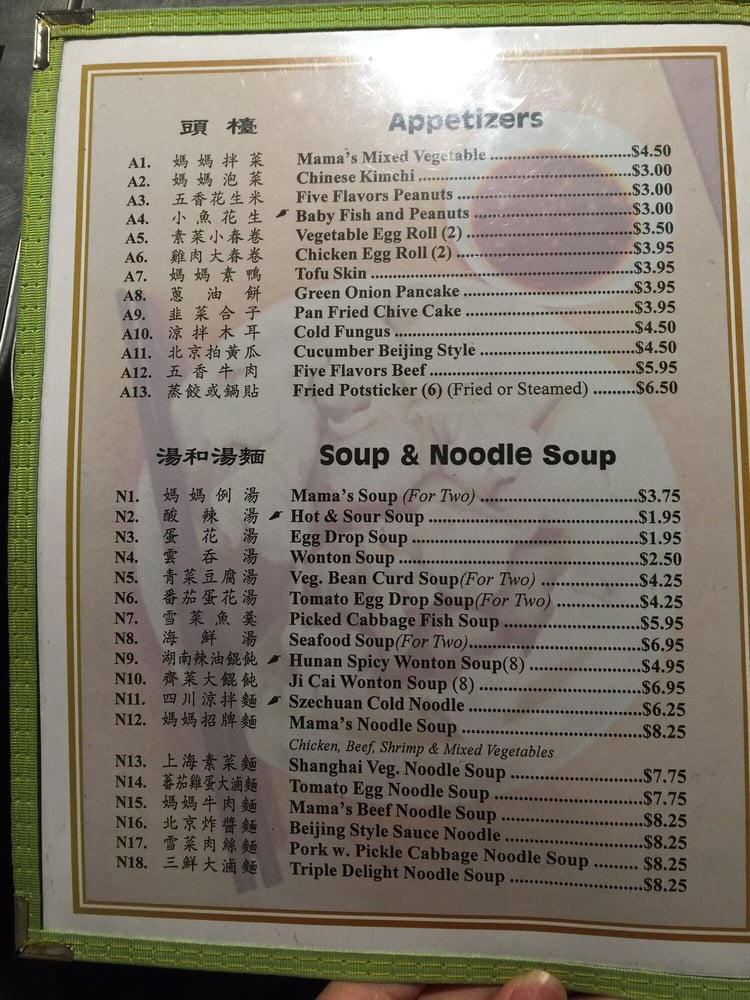 頭檯 Appetizers
A1. 媽媽拌菜 Mama's Mixed Vegetable $4.50
A2. 媽媽泡菜 Chinese Kimchi $3.00
A3. 五香花生米 Five Flavors Peanuts $3.00
A4. 小魚花生 Baby Fish and Peanuts $3.00
A5. 素菜小春卷 Vegetable Egg Roll (2) $3.50
A6. 雞肉大春卷 Chicken Egg Roll (2) $3.95
A7. 媽媽素鴨 Tofu Skin $3.95
A8. 蔥油餅 Green Onion Pancake $3.95
A9. 韭菜合子 Pan Fried Chive Cake $3.95
A10. 涼拌木耳 Cold Fungus $4.50
A11. 北京拍黃瓜 Cucumber Beijing Style $4.50
A12. 五香牛肉 Five Flavors Beef $5.95
A13. 蒸餃或鍋貼 Fried Potsticker (6) (Fried or Steamed) $6.50
湯和湯麵 Soup & Noodle Soup
N1. 媽媽例湯 Mama's Soup (For Two) $3.75
N2. 酸辣湯 Hot & Sour Soup $1.95
N3. 蛋花湯 Egg Drop Soup $1.95
N4. 雲吞湯 Wonton Soup $2.50
N5. 青菜豆腐湯 Veg. Bean Curd Soup(For Two) $4.25
N6. 番茄蛋花湯 Tomato Egg Drop Soup(For Two) $4.25
N7. 雪菜魚羹 Picked Cabbage Fish Soup $5.95
N8. 海鮮湯 Seafood Soup(For Two) $6.95
N9. 湖南辣油餛飩 Hunan Spicy Wonton Soup(8) $4.95
N10. 齊菜大餛飩 Ji Cai Wonton Soup (8) $6.95
N11. 四川涼拌麵 Szechuan Cold Noodle $6.25
N12. 媽媽招牌麵 Mama's Noodle Soup $8.25
Chicken, Beef, Shrimp & Mixed Vegetables
N13. 上海素菜麵 Shanghai Veg. Noodle Soup $7.75
N14. 蕃茄雞蛋大滷麵 Tomato Egg Noodle Soup $7.75
N15. 媽媽牛肉麵 Mama's Beef Noodle Soup $8.25
N16. 北京炸醬麵 Beijing Style Sauce Noodle $8.25
N17. 雪菜肉絲麵 Pork w. Pickle Cabbage Noodle Soup $8.25
N18. 三鮮大滷麵 Triple Delight Noodle Soup $8.25